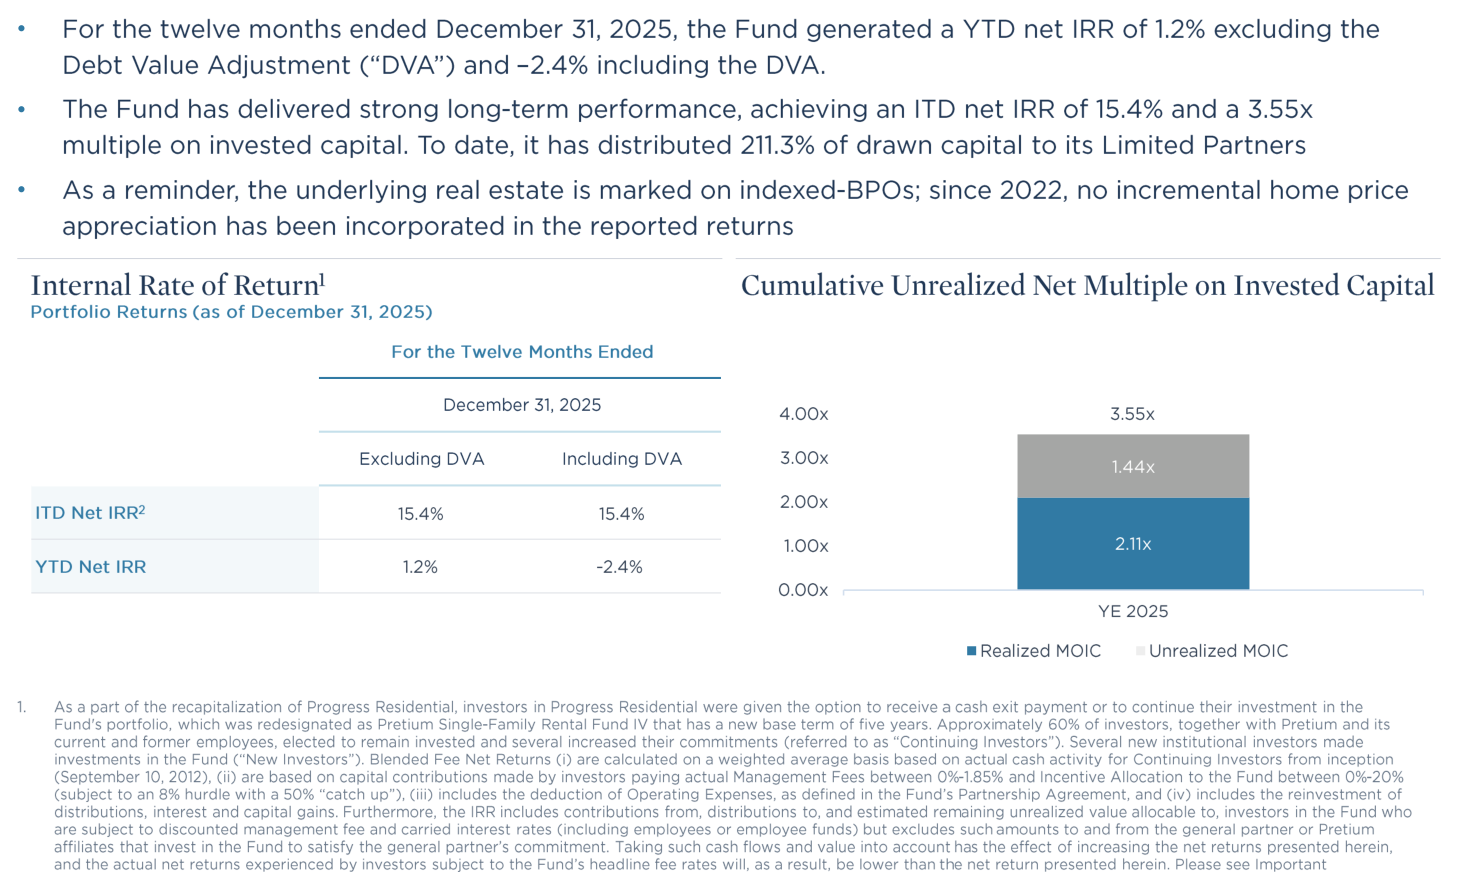 • For the twelve months ended December 31, 2025, the Fund generated a YTD net IRR of 1.2% excluding the
Debt Value Adjustment (“DVA”) and –2.4% including the DVA.
• The Fund has delivered strong long-term performance, achieving an ITD net IRR of 15.4% and a 3.55x
multiple on invested capital. To date, it has distributed 211.3% of drawn capital to its Limited Partners
• As a reminder, the underlying real estate is marked on indexed-BPOs; since 2022, no incremental home price
appreciation has been incorporated in the reported returns
Internal Rate of Return¹
Portfolio Returns (as of December 31, 2025)
For the Twelve Months Ended
December 31, 2025
Excluding DVA Including DVA
ITD Net IRR² 15.4% 15.4%
YTD Net IRR 1.2% -2.4%
Cumulative Unrealized Net Multiple on Invested Capital
4.00x
3.00x
2.00x
1.00x
0.00x
3.55x
1.44x
2.11x
YE 2025
Realized MOIC Unrealized MOIC
1. As a part of the recapitalization of Progress Residential, investors in Progress Residential were given the option to receive a cash exit payment or to continue their investment in the
Fund's portfolio, which was redesignated as Pretium Single-Family Rental Fund IV that has a new base term of five years. Approximately 60% of investors, together with Pretium and its
current and former employees, elected to remain invested and several increased their commitments (referred to as “Continuing Investors”). Several new institutional investors made
investments in the Fund (“New Investors”). Blended Fee Net Returns (i) are calculated on a weighted average basis based on actual cash activity for Continuing Investors from inception
(September 10, 2012), (ii) are based on capital contributions made by investors paying actual Management Fees between 0%-1.85% and Incentive Allocation to the Fund between 0%-20%
(subject to an 8% hurdle with a 50% “catch up”), (iii) includes the deduction of Operating Expenses, as defined in the Fund's Partnership Agreement, and (iv) includes the reinvestment of
distributions, interest and capital gains. Furthermore, the IRR includes contributions from, distributions to, and estimated remaining unrealized value allocable to, investors in the Fund who
are subject to discounted management fee and carried interest rates (including employees or employee funds) but excludes such amounts to and from the general partner or Pretium
affiliates that invest in the Fund to satisfy the general partner's commitment. Taking such cash flows and value into account has the effect of increasing the net returns presented herein,
and the actual net returns experienced by investors subject to the Fund's headline fee rates will, as a result, be lower than the net return presented herein. Please see Important